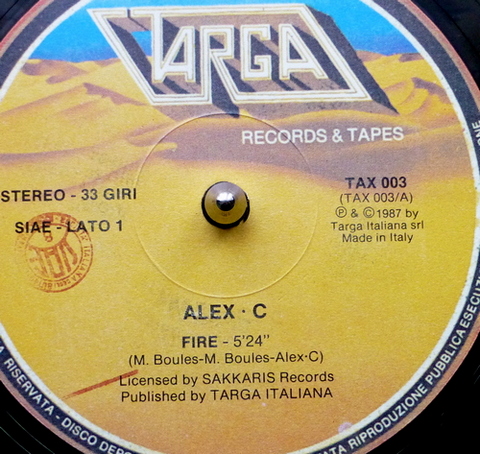 TARGA
RECORDS & TAPES
STEREO - 33 GIRI
SIAE - LATO 1
TAX 003
(TAX 003/A)
℗ & © 1987 by
Targa Italiana srl
Made in Italy
ALEX · C
FIRE - 5'24"
(M. Boules-M. Boules-Alex·C)
Licensed by SAKKARIS Records
Published by TARGA ITALIANA
RISERVATA - DISCO
RIPRODUZIONE PUBBLICA